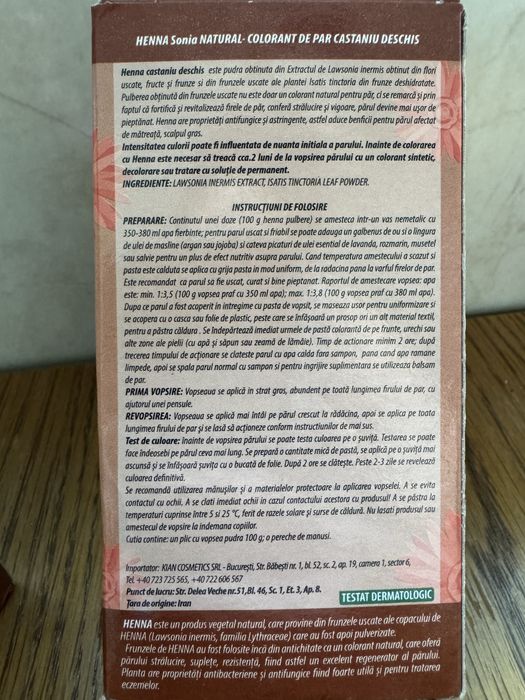 HENNA Sonia NATURAL- COLORANT DE PAR CASTANIU DESCHIS
Henna castaniu deschis este pudra obtinuta din Extractul de Lawsonia inermis obtinut din flori
uscate, fructe si frunze si din frunzele uscate ale plantei Isatis tinctoria din frunze deshidratate.
Pulberea obținută din frunzele uscate nu este doar un colorant natural pentru păr, ci se remarcă și prin
faptul că fortifică și revitalizează firele de păr, conferă strălucire și vigoare, părul devine mai ușor de
pieptănat. Henna are proprietăți antifungice și astringente, astfel aduce benficii pentru părul afectat
de mătreață, scalpul gras.
Intensitatea culorii poate fi influentata de nuanta initiala a parului. Inainte de colorarea
cu Henna este necesar să treacă cca.2 luni de la vopsirea părului cu un colorant sintetic,
decolorare sau tratare cu soluție de permanent.
INGREDIENTE: LAWSONIA INERMIS EXTRACT, ISATIS TINCTORIA LEAF POWDER.
INSTRUCȚIUNI DE FOLOSIRE
PREPARARE: Continutul unei doze (100 g henna pulbere) se amesteca intr-un vas nemetalic cu
350-380 ml apa fierbinte; pentru parul uscat si friabil se poate adauga un galbenus de ou si o lingura
de ulei de masline (argan sau jojoba) si cateva picaturi de ulei esential de lavanda, rozmarin, musetel
sau salvie pentru un plus de efect nutritiv asupra parului. Cand temperatura amestecului a scazut si
pasta este calduta se aplica cu grija pasta in mod uniform, de la radacina pana la varful firelor de par.
Este recomandat ca parul sa fie uscat, curat si bine pieptanat. Raportul de amestecare vopsea: apa
este: min. 1:3,5 (100 g vopsea praf cu 350 ml apa); max. 1:3,8 (100 g vopsea praf cu 380 ml apa).
Dupa ce parul a fost acoperit in intregime cu pasta de vopsit, se maseaza usor pentru uniformizare si
se acopera cu o casca sau folie de plastic, peste care se înfășoară un prosop ori un alt material textil,
pentru a păstra căldura . Se îndepărtează imediat urmele de pastă colorantă de pe frunte, urechi sau
alte zone ale pielii (cu apă și săpun sau zeamă de lămâie). Timp de actionare minim 2 ore; după
trecerea timpului de acționare se clateste parul cu apa calda fara sampon, pana cand apa ramane
limpede, apoi se spala parul normal cu sampon si pentru ingrijire suplimentara se utilizeaza balsam
de par.
PRIMA VOPSIRE: Vopseaua se aplică in strat gros, abundent pe toată lungimea firului de par, cu
ajutorul unei pensule.
REVOPSIREA: Vopseaua se aplică mai întâi pe părul crescut la rădăcina, apoi se aplica pe toata
lungimea firului de par si se lasă să acționeze conform instructiunilor de mai sus.
Test de culoare: înainte de vopsirea părului se poate testa culoarea pe o șuviță. Testarea se poate
face îndeosebi pe părul ceva mai lung. Se prepară o cantitate mică de pastă, se aplică pe o șuviță mai
ascunsă și se înfășoară șuvița cu o bucată de folie. După 2 ore se clătește. Peste 2-3 zile se revelează
culoarea definitivă.
Se recomandă utilizarea mănușilor și a materialelor protectoare la aplicarea vopselei. A se evita
contactul cu ochii. A se clati imediat ochii in cazul contactului acestora cu produsul! A se păstra la
temperaturi cuprinse între 5 si 25 °C, ferit de razele solare și surse de căldură. Nu lasati produsul sau
amestecul de vopsire la indemana copiilor.
Cutia contine: un plic cu vopsea pudra 100 g; o pereche de manusi.
Importator: KIAN COSMETICS SRL - București, Str. Băbești nr. 1, bl. 52, sc. 2, ap. 19, camera 1, sector 6,
Tel. +40 723 725 565, +40 722 606 567
Punct de lucru: Str. Delea Veche nr.51, Bl. 46, Sc. 1, Et. 3, Ap. 8.
Țara de origine: Iran
TESTAT DERMATOLOGIC
HENNA este un produs vegetal natural, care provine din frunzele uscate ale copacului de
HENNA (Lawsonia inermis, familia Lythraceae) care au fost apoi pulverizate.
Frunzele de HENNA au fost folosite încă din antichitate ca un colorant natural, care oferă
părului strălucire, suplețe, rezistență, fiind astfel un excelent regenerator al părului.
Planta are proprietăți antibacteriene și antifungice fiind foarte utilă și pentru tratarea
eczemelor.